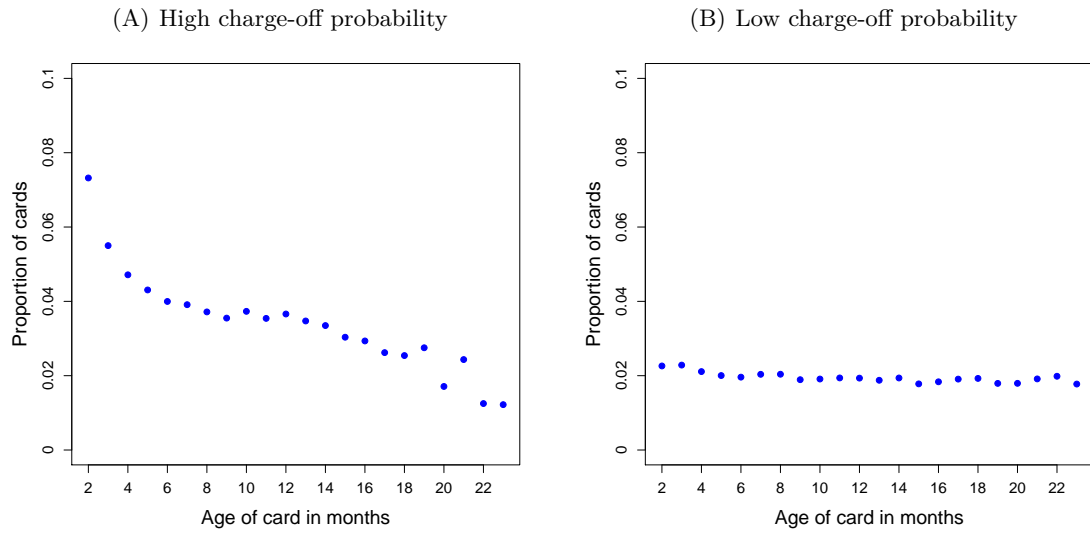 (A) High charge-off probability
0.1
0.08
0.06
0.04
0.02
0
Proportion of cards
2 4 6 8 10 12 14 16 18 20 22
Age of card in months
(B) Low charge-off probability
0.1
0.08
0.06
0.04
0.02
0
Proportion of cards
2 4 6 8 10 12 14 16 18 20 22
Age of card in months